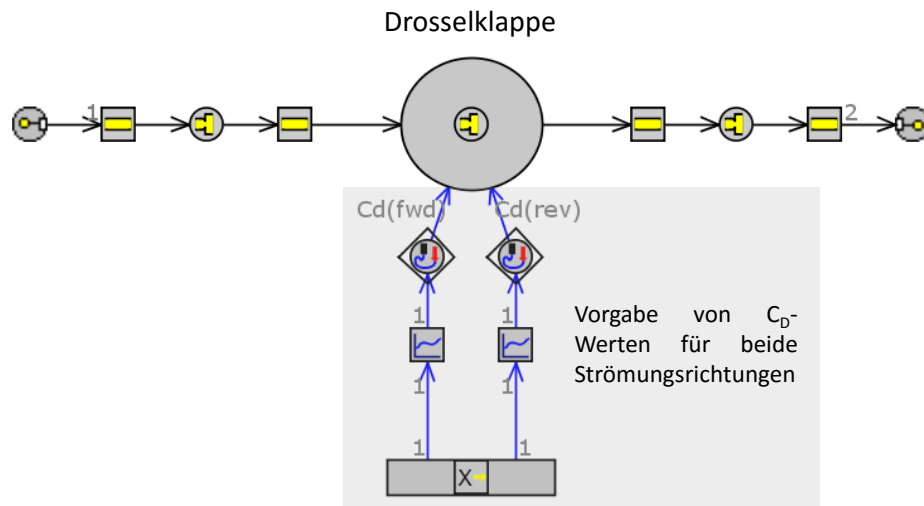 Drosselklappe
1
2
Cd(fwd)
Cd(rev)
1
1
Vorgabe von C_D-
Werten für beide
Strömungsrichtungen
1
1
1
1
X